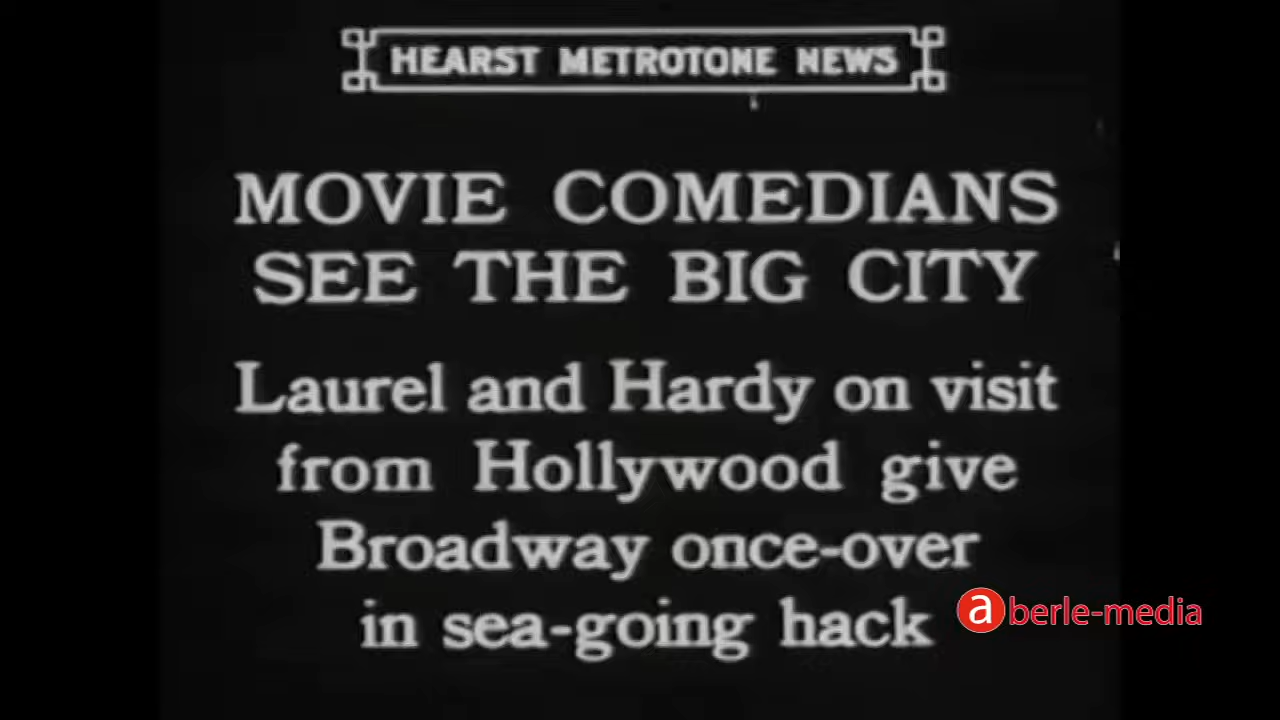 HEARST METROTONE NEWS
MOVIE COMEDIANS
SEE THE BIG CITY
Laurel and Hardy on visit
from Hollywood give
Broadway once-over
in sea-going hack
aberle-media